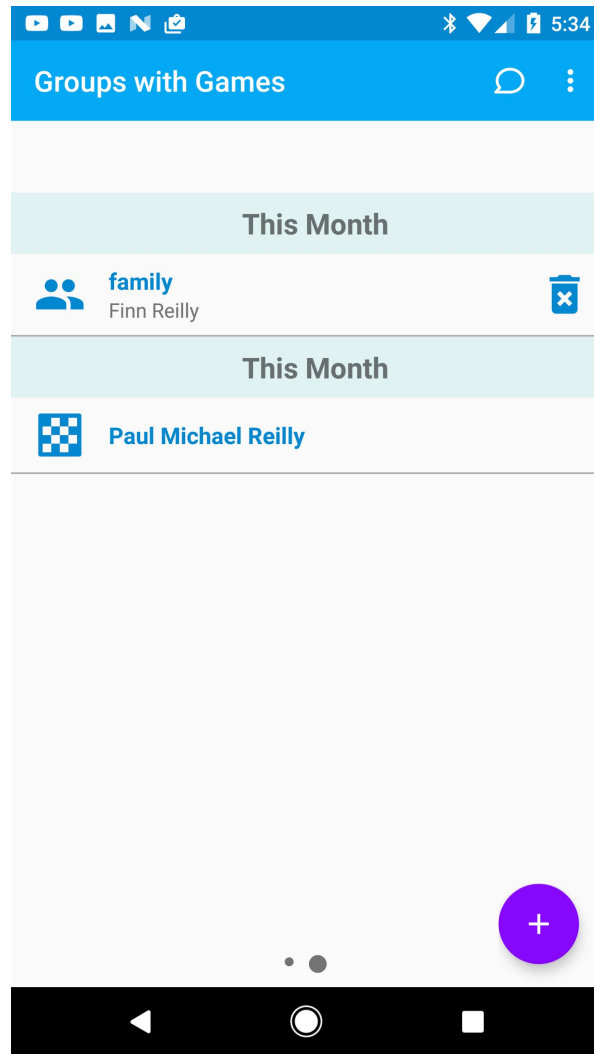 5:34
Groups with Games
This Month
family
Finn Reilly
This Month
Paul Michael Reilly